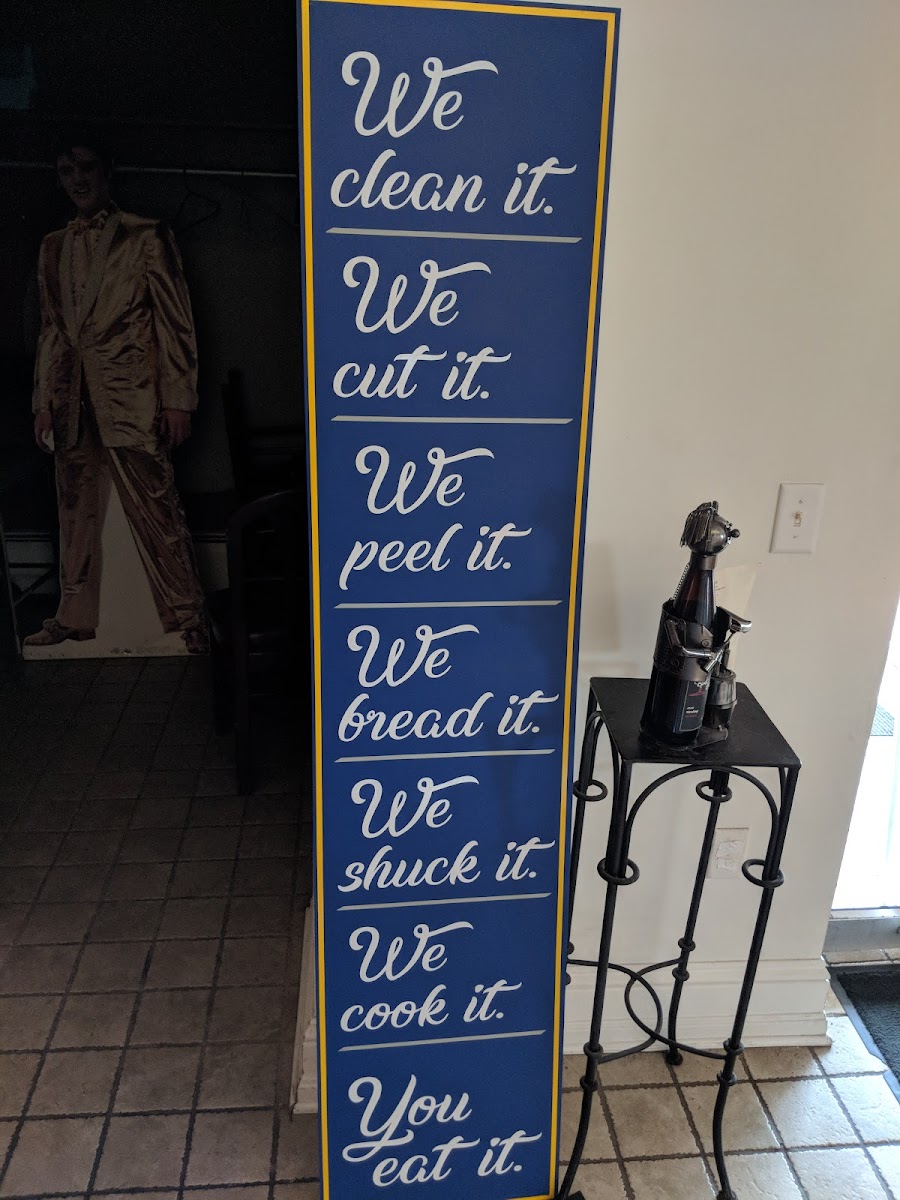 We
clean it.
We
cut it.
We
peel it.
We
bread it.
We
shuck it.
We
cook it.
You
eat it.